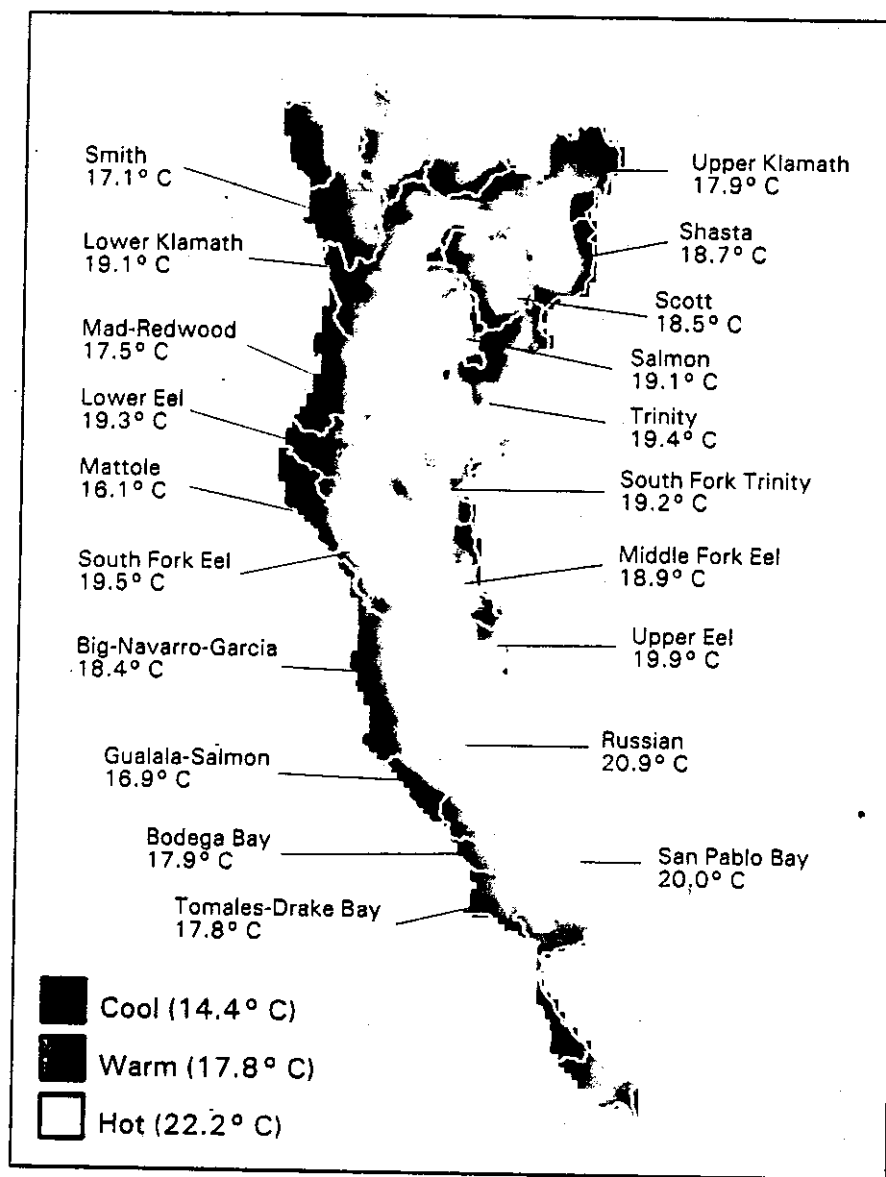 Smith
17.1° C
Lower Klamath
19.1° C
Mad-Redwood
17.5° C
Lower Eel
19.3° C
Mattole
16.1° C
South Fork Eel
19.5° C
Big-Navarro-Garcia
18.4° C
Gualala-Salmon
16.9° C
Bodega Bay
17.9° C
Tomales-Drake Bay
17.8° C
Upper Klamath
17.9° C
Shasta
18.7° C
Scott
18.5° C
Salmon
19.1° C
Trinity
19.4° C
South Fork Trinity
19.2° C
Middle Fork Eel
18.9° C
Upper Eel
19.9° C
Russian
20.9° C
San Pablo Bay
20.0° C
Cool (14.4° C)
Warm (17.8° C)
Hot (22.2° C)